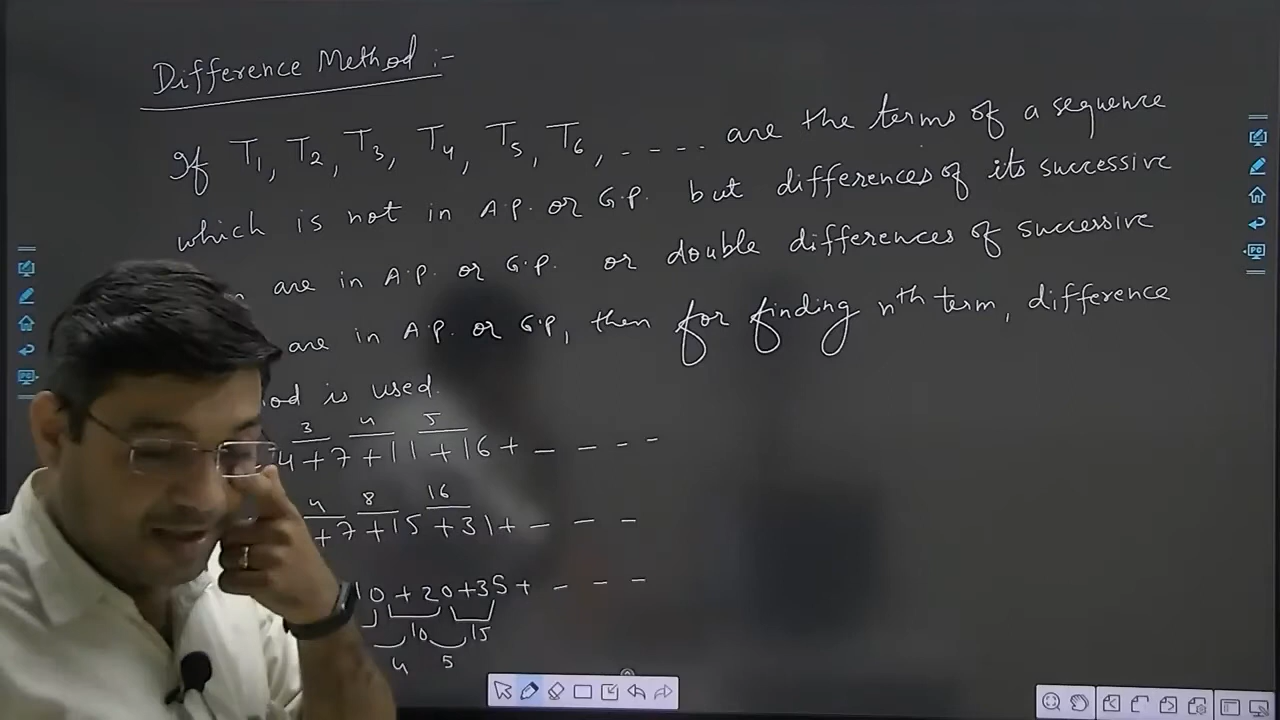 Difference Method :-
If T1, T2, T3, T4, T5, T6, - - - - are the terms of a sequence
which is not in A.P. or G.P. but differences of its successive
are in A.P. or G.P. or double differences of successive
are in A.P. or G.P, then for finding nth term, difference
is used.
3 4 5
4+7+11+16+ - - - -
4 8 16
+7+15+31+ - - -
10+20+35+ - - -
10 15
4 5